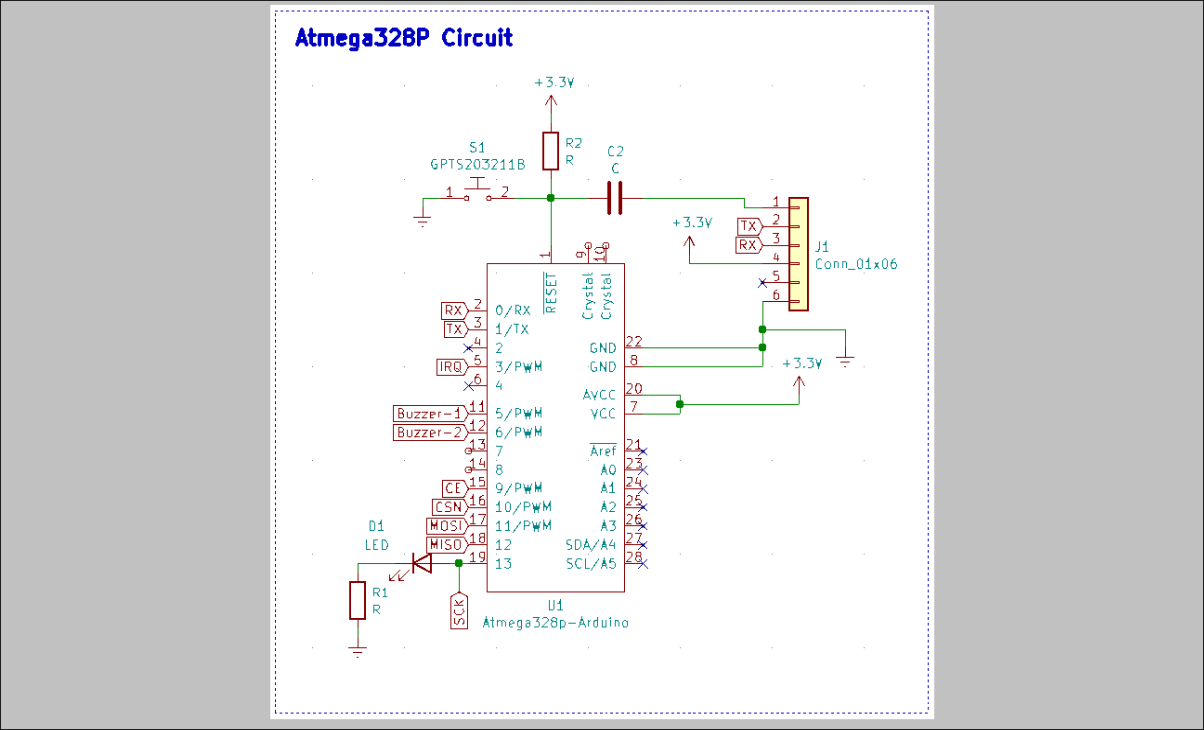 Atmega328P Circuit
+3.3V
R2
R
S1
GPTS203211B
C2
C
1 2
1
TX 2
RX 3
4
5
6
+3.3V
J1
Conn_01x06
1
9
10
RESET
Crystal
Crystal
RX 2 0/RX
TX 3 1/TX
4 2
IRQ 5 3/PWM
6 4
Buzzer-1 11 5/PWM
Buzzer-2 12 6/PWM
13 7
14 8
CE 15 9/PWM
CSN 16 10/PWM
MOSI 17 11/PWM
MISO 18 12
19 13
GND 22
GND 8
AVCC 20
VCC 7
Aref 21
A0 23
A1 24
A2 25
A3 26
SDA/A4 27
SCL/A5 28
+3.3V
D1
LED
R1
R
SCK
U1
Atmega328p-Arduino